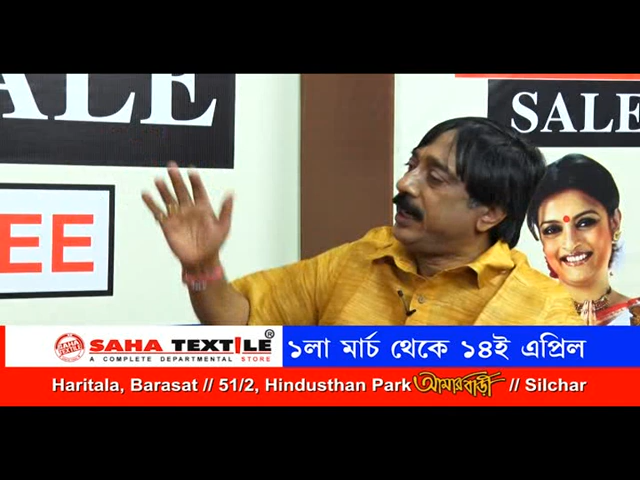 ALE
SALE
EE
SAHA TEXTILE®
A COMPLETE DEPARTMENTAL STORE
১লা মার্চ থেকে ১৪ই এপ্রিল
Haritala, Barasat // 51/2, Hindusthan Park আমার বাড়ী // Silchar